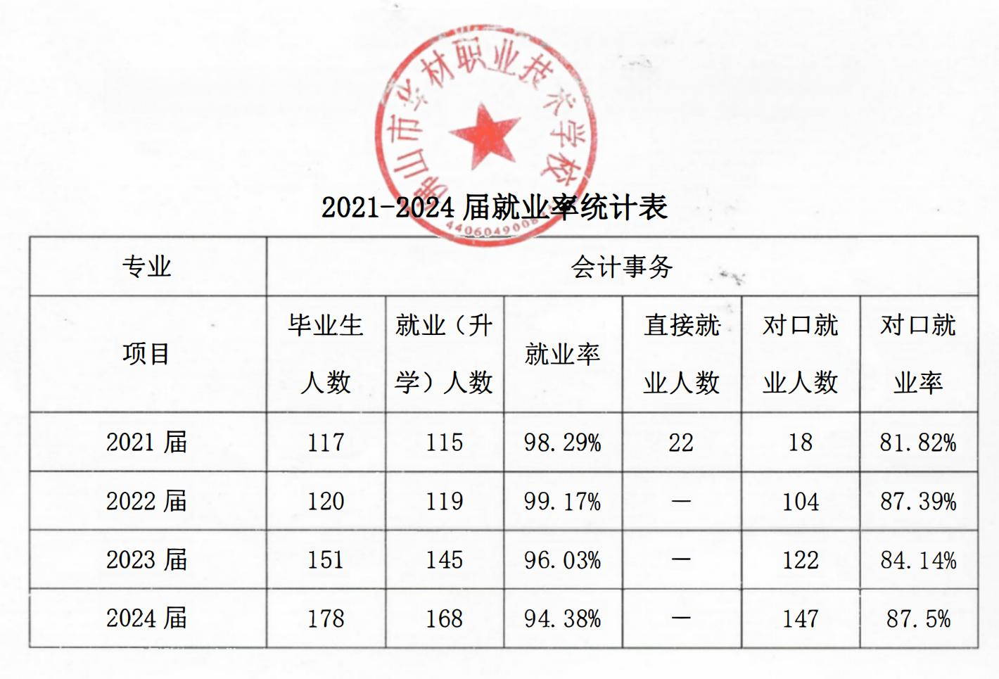 佛山市华材职业技术学校
2021-2024 届就业率统计表
440604900
专业 会计事务
项目 毕业生人数 就业（升学）人数 就业率 直接就业人数 对口就业人数 对口就业率
2021 届 117 115 98.29% 22 18 81.82%
2022 届 120 119 99.17% — 104 87.39%
2023 届 151 145 96.03% — 122 84.14%
2024 届 178 168 94.38% — 147 87.5%